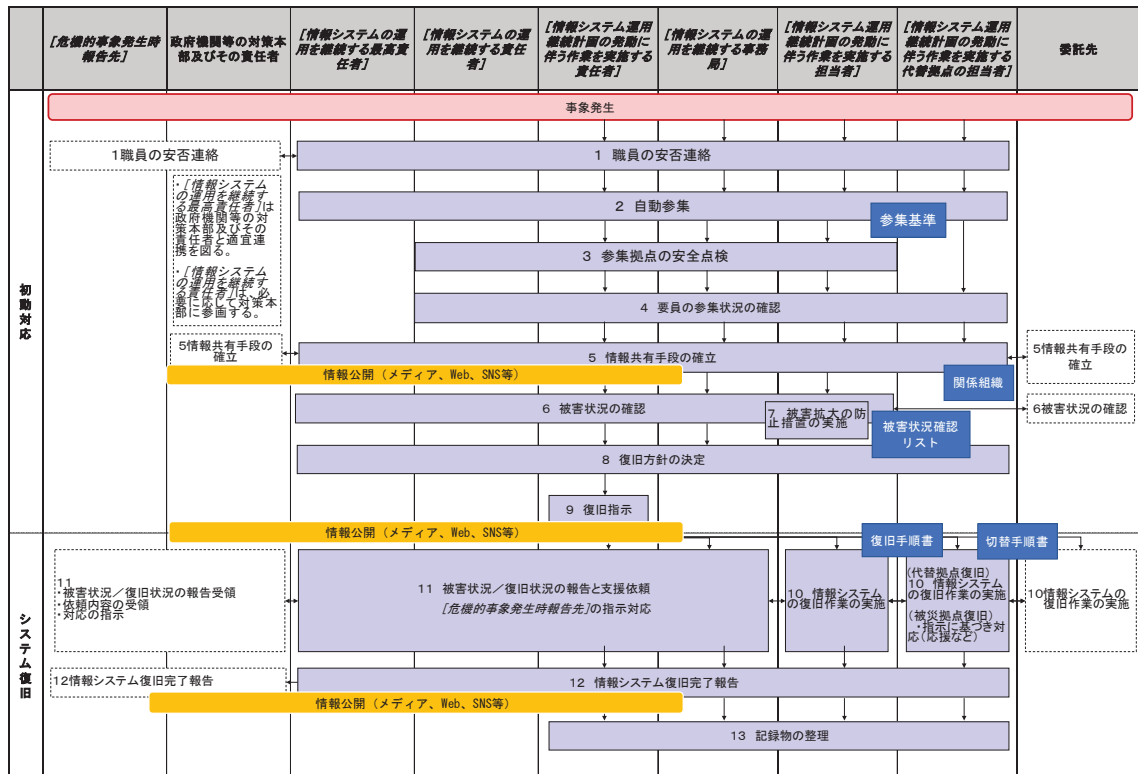 [危機的事象発生時
報告先]
政府機関等の対策本
部及びその責任者
[情報システムの運
用を継続する最高責
任者]
[情報システムの運
用を継続する責任
者]
[情報システム運用
継続計画の発動に
伴う作業を実施する
責任者]
[情報システムの運
用を継続する事務
局]
[情報システム運用
継続計画の発動に
伴う作業を実施する
担当者]
[情報システム運用
継続計画の発動に
伴う作業を実施する
代替拠点の担当者]
委託先
初動対応
事象発生
1職員の安否連絡
1 職員の安否連絡
・[情報システム
の運用を継続す
る最高責任者]は
政府機関等の対
策本部及びその
責任者と適宜連
携を図る。
・[情報システム
の運用を継続す
る責任者]は、必
要に応じて対策本
部に参画する。
2 自動参集
参集基準
3 参集拠点の安全点検
4 要員の参集状況の確認
5情報共有手段の
確立
5 情報共有手段の確立
5情報共有手段の
確立
情報公開（メディア、Web、SNS等）
関係組織
6 被害状況の確認
7 被害拡大の防
止措置の実施
6被害状況の確認
被害状況確認
リスト
8 復旧方針の決定
9 復旧指示
情報公開（メディア、Web、SNS等）
復旧手順書
切替手順書
システム復旧
11
・被害状況／復旧状況の報告受領
・依頼内容の受領
・対応の指示
11 被害状況／復旧状況の報告と支援依頼
[危機的事象発生時報告先]の指示対応
10 情報システム
の復旧作業の実施
(代替拠点復旧)
10 情報システム
の復旧作業の実施
(被災拠点復旧)
・指示に基づき対
応(応援など)
10情報システムの
復旧作業の実施
12情報システム復旧完了報告
12 情報システム復旧完了報告
情報公開（メディア、Web、SNS等）
13 記録物の整理